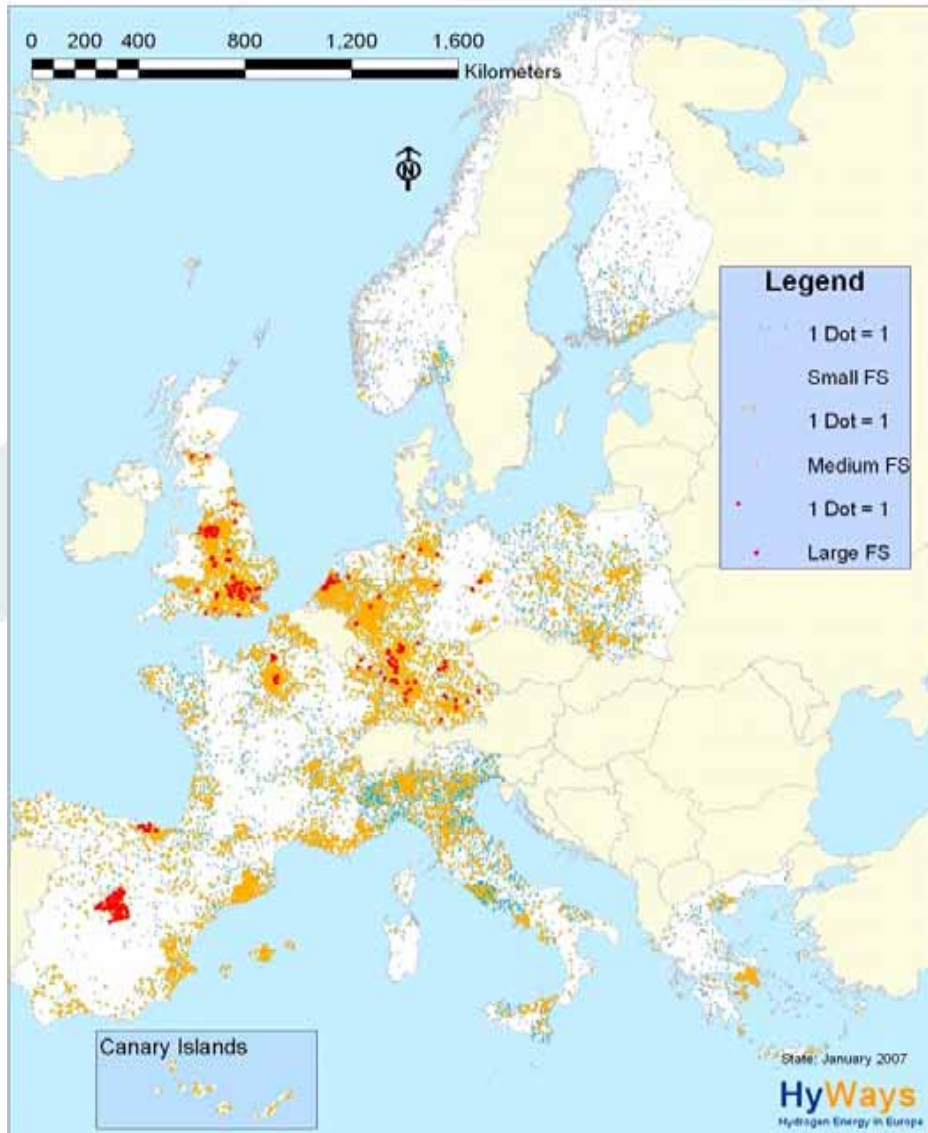 0 200 400 800 1,200 1,600
Kilometers
N
Legend
1 Dot = 1
Small FS
1 Dot = 1
Medium FS
1 Dot = 1
Large FS
Canary Islands
State: January 2007
HyWays
Hydrogen Energy in Europe